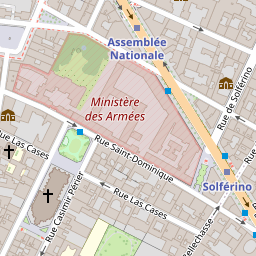 Assemblée
Nationale
Rue de Solférino
Ministère
des Armées
Rue Las Cases
Rue Saint-Dominique
Solférino
Rue Casimir Périer
Rue Las Cases